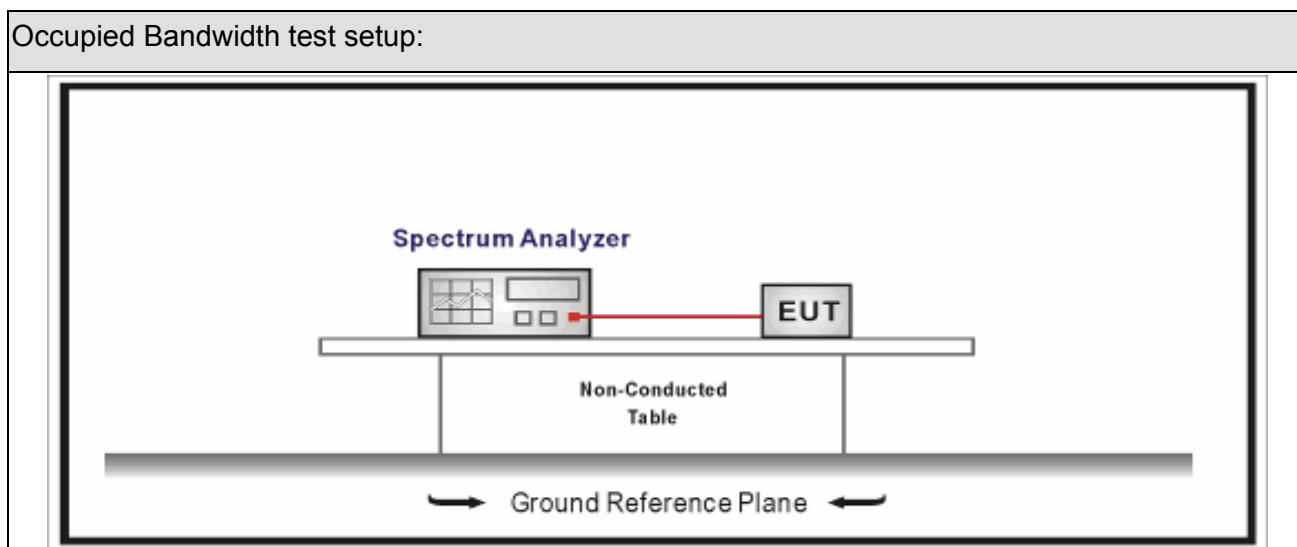 Occupied Bandwidth test setup:
Spectrum Analyzer
EUT
Non-Conducted
Table
Ground Reference Plane